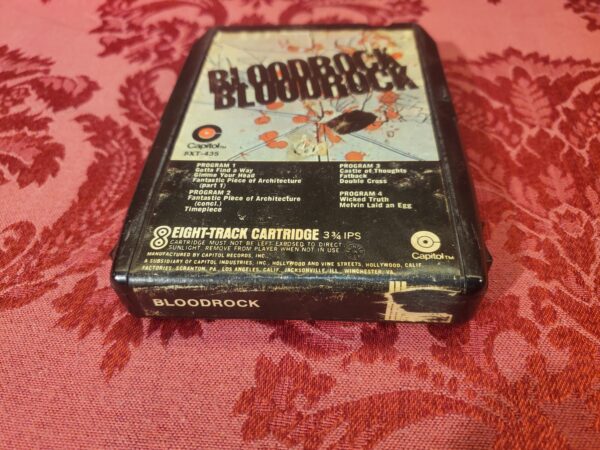 BLOODROCK
BLOODROCK
Capitol™
8XT-435
PROGRAM 1
Gotta Find a Way
Gimme Your Head
Fantastic Piece of Architecture
(part 1)
PROGRAM 2
Fantastic Piece of Architecture
(concl.)
Timepiece
PROGRAM 3
Castle of Thoughts
Fatback
Double Cross
PROGRAM 4
Wicked Truth
Melvin Laid an Egg
8 EIGHT-TRACK CARTRIDGE 3¾ IPS
CARTRIDGE MUST NOT BE LEFT EXPOSED TO DIRECT
SUNLIGHT. REMOVE FROM PLAYER WHEN NOT IN USE
MANUFACTURED BY CAPITOL RECORDS, INC.
A SUBSIDIARY OF CAPITOL INDUSTRIES, INC., HOLLYWOOD AND VINE STREETS, HOLLYWOOD, CALIF.
FACTORIES: SCRANTON, PA., LOS ANGELES, CALIF., JACKSONVILLE, ILL., WINCHESTER, VA.
Capitol™
BLOODROCK